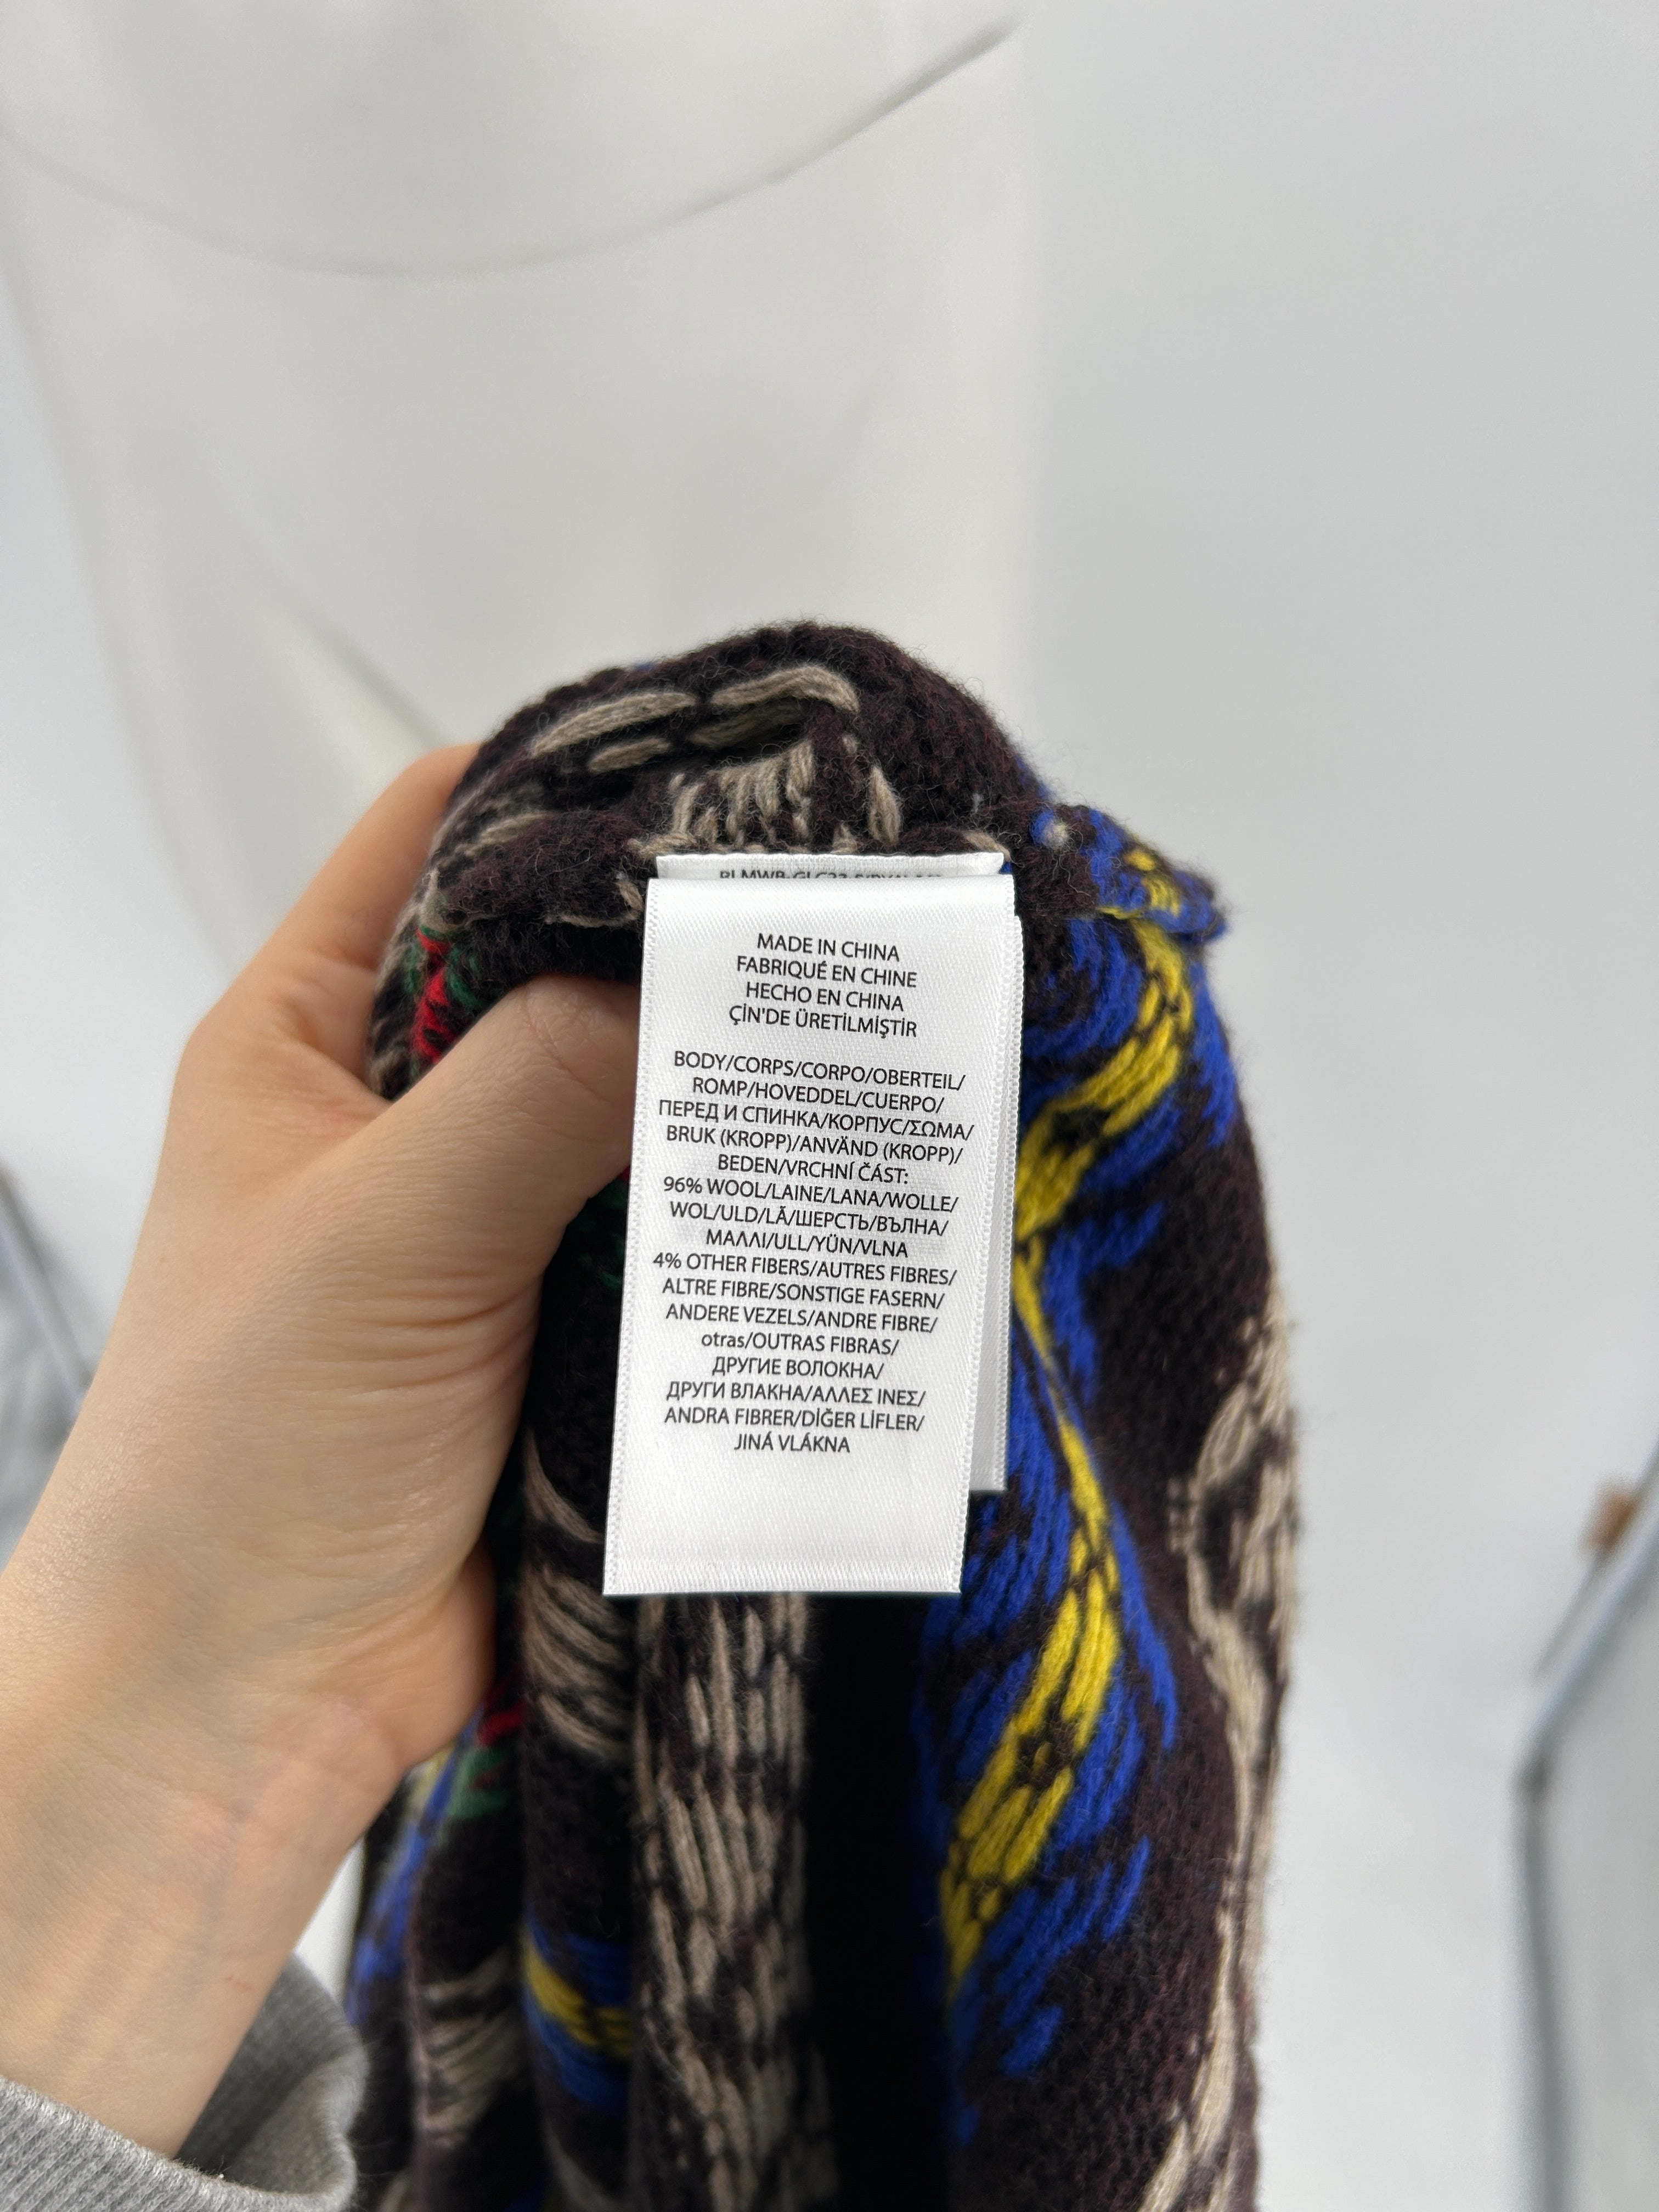 MADE IN CHINA
FABRIQUÉ EN CHINE
HECHO EN CHINA
ÇİN'DE ÜRETİLMİŞTİR
BODY/CORPS/CORPO/OBERTEIL/
ROMP/HOVEDDEL/CUERPO/
ПЕРЕД И СПИНКА/КОРПУС/ΣΩΜΑ/
BRUK (KROPP)/ANVÄND (KROPP)/
BEDEN/VRCHNÍ ČÁST:
96% WOOL/LAINE/LANA/WOLLE/
WOL/ULD/LÃ/ШЕРСТЬ/ВЪЛНА/
ΜΑΛΛΙ/ULL/YÜN/VLNA
4% OTHER FIBERS/AUTRES FIBRES/
ALTRE FIBRE/SONSTIGE FASERN/
ANDERE VEZELS/ANDRE FIBRE/
otras/OUTRAS FIBRAS/
ДРУГИЕ ВОЛОКНА/
ДРУГИ ВЛАКНА/ΑΛΛΕΣ ΙΝΕΣ/
ANDRA FIBRER/DİĞER LİFLER/
JINÁ VLÁKNA